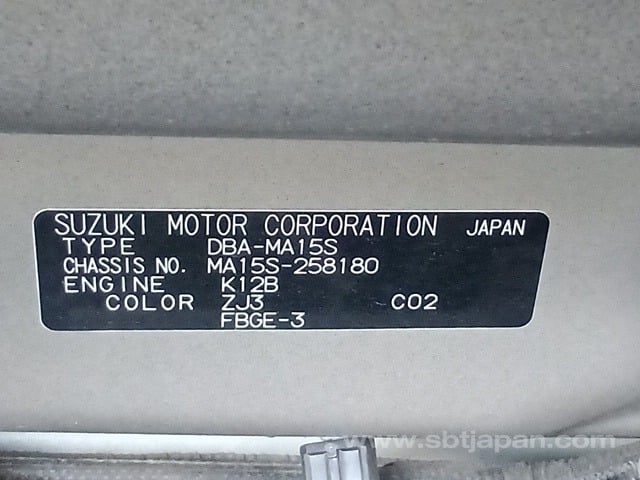 SUZUKI MOTOR CORPORATION JAPAN
TYPE DBA-MA15S
CHASSIS NO. MA15S-258180
ENGINE K12B
COLOR ZJ3 C02
FBGE-3
www.sbtjapan.com